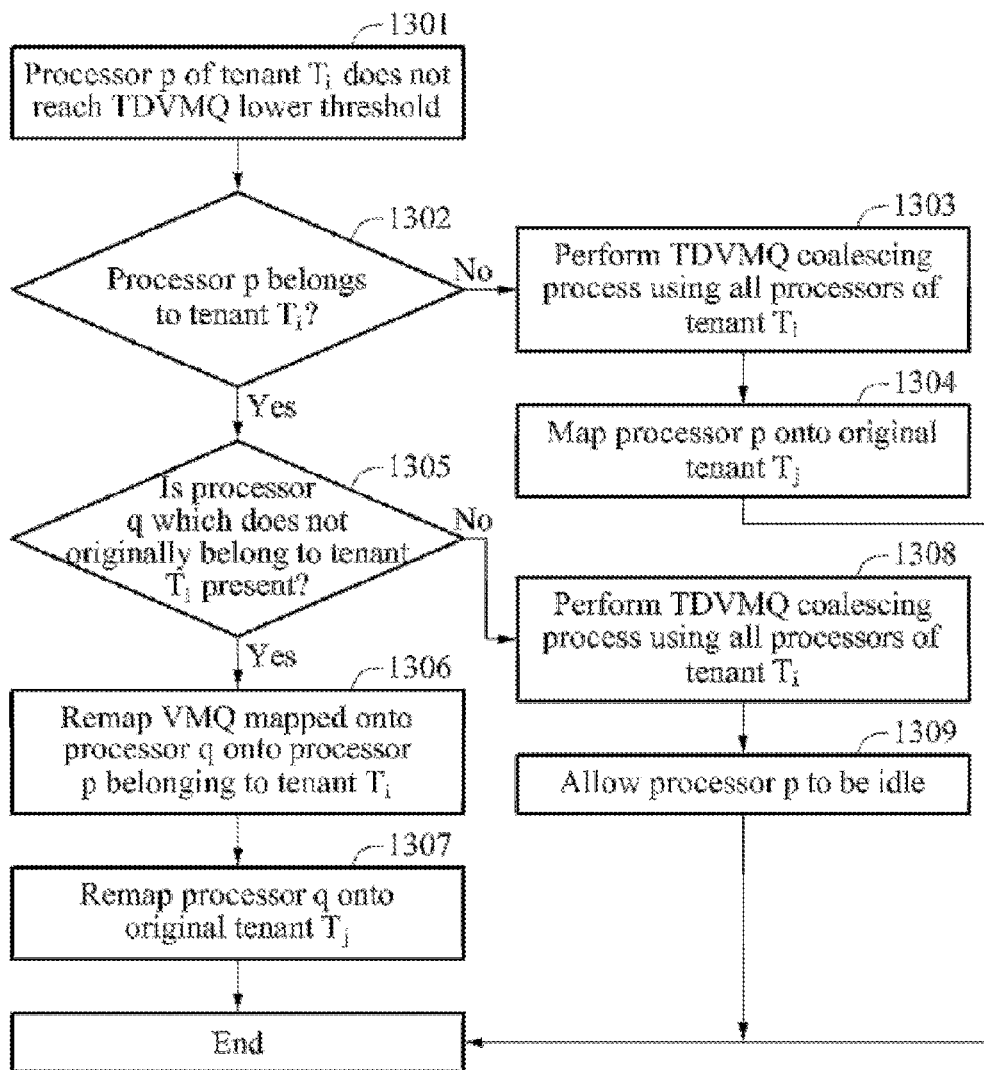 1301
Processor p of tenant Ti does not
reach TDVMQ lower threshold
1302
Processor p belongs
to tenant Ti?
No
Yes
1303
Perform TDVMQ coalescing
process using all processors of
tenant Ti
1304
Map processor p onto original
tenant Tj
1305
Is processor
q which does not
originally belong to tenant
Ti present?
No
Yes
1306
Remap VMQ mapped onto
processor q onto processor
p belonging to tenant Ti
1307
Remap processor q onto
original tenant Tj
1308
Perform TDVMQ coalescing
process using all processors of
tenant Ti
1309
Allow processor p to be idle
End